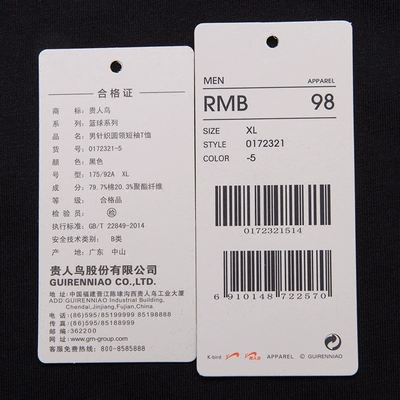 合格证
商 标: 贵人鸟
系 列: 篮球系列
品 名: 男针织圆领短袖T恤
货 号: 0172321-5
颜 色: 黑色
号 型: 175/92A XL
成 分: 79.7%棉20.3%聚酯纤维
等 级: 合格品
检 验 员: 检
执行标准: GB/T 22849-2014
安全技术类别: B类
产 地: 广东 中山
贵人鸟股份有限公司
GUIRENNIAO CO.,LTD.
地 址:中国福建晋江陈埭沟西贵人鸟工业大厦
ADD:GUIRENNIAO Industrial Building,
Chendai,Jinjiang,Fujian,China.
电 话:(86)595/85199999 85198888
传 真:(86)595/85199888
邮 编:362200
网 址:www.grn-group.com
客服免费热线:800-8585888
MEN APPAREL
RMB 98
SIZE XL
STYLE 0172321
COLOR -5
0172321514
6 910148 722570
K-bird 贵人鸟 APPAREL © GUIRENNIAO